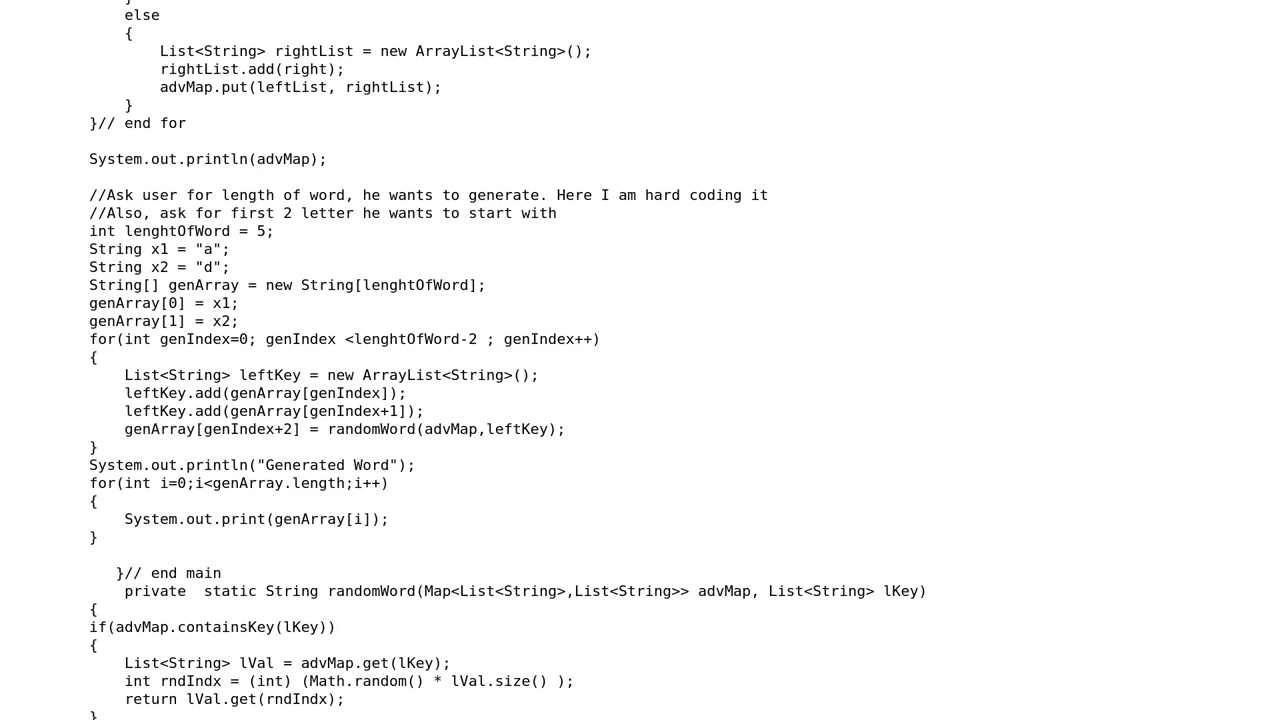 }
else
{
List<String> rightList = new ArrayList<String>();
rightList.add(right);
advMap.put(leftList, rightList);
}
}// end for
System.out.println(advMap);
//Ask user for length of word, he wants to generate. Here I am hard coding it
//Also, ask for first 2 letter he wants to start with
int lenghtOfWord = 5;
String x1 = "a";
String x2 = "d";
String[] genArray = new String[lenghtOfWord];
genArray[0] = x1;
genArray[1] = x2;
for(int genIndex=0; genIndex <lenghtOfWord-2 ; genIndex++)
{
List<String> leftKey = new ArrayList<String>();
leftKey.add(genArray[genIndex]);
leftKey.add(genArray[genIndex+1]);
genArray[genIndex+2] = randomWord(advMap,leftKey);
}
System.out.println("Generated Word");
for(int i=0;i<genArray.length;i++)
{
System.out.print(genArray[i]);
}
}// end main
private  static String randomWord(Map<List<String>,List<String>> advMap, List<String> lKey)
{
if(advMap.containsKey(lKey))
{
List<String> lVal = advMap.get(lKey);
int rndIndx = (int) (Math.random() * lVal.size() );
return lVal.get(rndIndx);
}